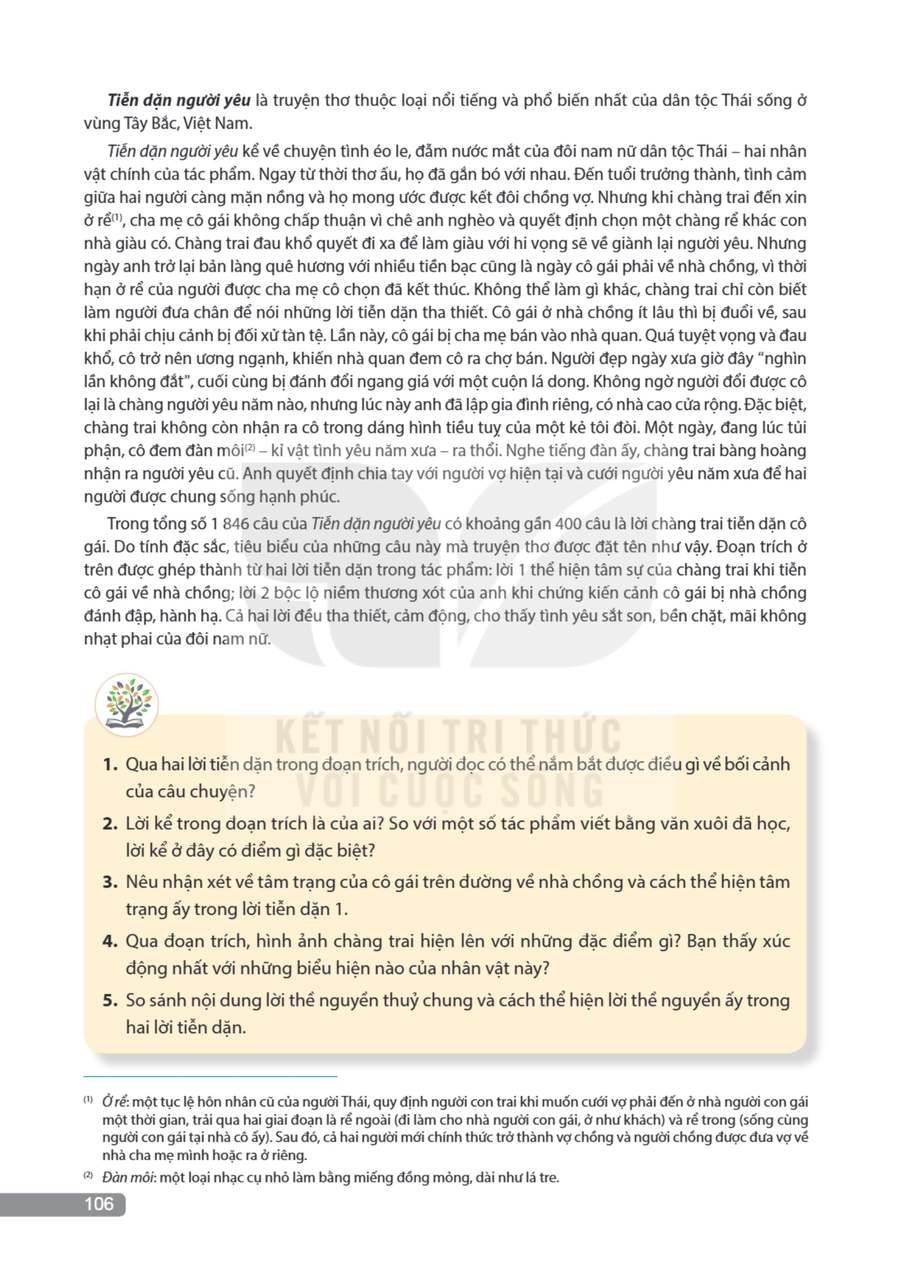 Tiễn dặn người yêu là truyện thơ thuộc loại nổi tiếng và phổ biến nhất của dân tộc Thái sống ở
vùng Tây Bắc, Việt Nam.
Tiễn dặn người yêu kể về chuyện tình éo le, đẫm nước mắt của đôi nam nữ dân tộc Thái – hai nhân
vật chính của tác phẩm. Ngay từ thời thơ ấu, họ đã gắn bó với nhau. Đến tuổi trưởng thành, tình cảm
giữa hai người càng mặn nồng và họ mong ước được kết đôi chồng vợ. Nhưng khi chàng trai đến xin
ở rể(1), cha mẹ cô gái không chấp thuận vì chê anh nghèo và quyết định chọn một chàng rể khác con
nhà giàu có. Chàng trai đau khổ quyết đi xa để làm giàu với hi vọng sẽ về giành lại người yêu. Nhưng
ngày anh trở lại bản làng quê hương với nhiều tiền bạc cũng là ngày cô gái phải về nhà chồng, vì thời
hạn ở rể của người được cha mẹ cô chọn đã kết thúc. Không thể làm gì khác, chàng trai chỉ còn biết
làm người đưa chân để nói những lời tiễn dặn tha thiết. Cô gái ở nhà chồng ít lâu thì bị đuổi về, sau
khi phải chịu cảnh bị đối xử tàn tệ. Lần này, cô gái bị cha mẹ bán vào nhà quan. Quá tuyệt vọng và đau
khổ, cô trở nên ương ngạnh, khiến nhà quan đem cô ra chợ bán. Người đẹp ngày xưa giờ đây “nghìn
lần không đắt”, cuối cùng bị đánh đổi ngang giá với một cuộn lá dong. Không ngờ người đổi được cô
lại là chàng người yêu năm nào, nhưng lúc này anh đã lập gia đình riêng, có nhà cao cửa rộng. Đặc biệt,
chàng trai không còn nhận ra cô trong dáng hình tiều tuỵ của một kẻ tôi đòi. Một ngày, đang lúc tủi
phận, cô đem đàn môi(2) – kỉ vật tình yêu năm xưa – ra thổi. Nghe tiếng đàn ấy, chàng trai bàng hoàng
nhận ra người yêu cũ. Anh quyết định chia tay với người vợ hiện tại và cưới người yêu năm xưa để hai
người được chung sống hạnh phúc.
Trong tổng số 1 846 câu của Tiễn dặn người yêu có khoảng gần 400 câu là lời chàng trai tiễn dặn cô
gái. Do tính đặc sắc, tiêu biểu của những câu này mà truyện thơ được đặt tên như vậy. Đoạn trích ở
trên được ghép thành từ hai lời tiễn dặn trong tác phẩm: lời 1 thể hiện tâm sự của chàng trai khi tiễn
cô gái về nhà chồng; lời 2 bộc lộ niềm thương xót của anh khi chứng kiến cảnh cô gái bị nhà chồng
đánh đập, hành hạ. Cả hai lời đều tha thiết, cảm động, cho thấy tình yêu sắt son, bền chặt, mãi không
nhạt phai của đôi nam nữ.
KẾT NỐI TRI THỨC
VỚI CUỘC SỐNG
1. Qua hai lời tiễn dặn trong đoạn trích, người đọc có thể nắm bắt được điều gì về bối cảnh
của câu chuyện?
2. Lời kể trong đoạn trích là của ai? So với một số tác phẩm viết bằng văn xuôi đã học,
lời kể ở đây có điểm gì đặc biệt?
3. Nêu nhận xét về tâm trạng của cô gái trên đường về nhà chồng và cách thể hiện tâm
trạng ấy trong lời tiễn dặn 1.
4. Qua đoạn trích, hình ảnh chàng trai hiện lên với những đặc điểm gì? Bạn thấy xúc
động nhất với những biểu hiện nào của nhân vật này?
5. So sánh nội dung lời thề nguyền thuỷ chung và cách thể hiện lời thề nguyền ấy trong
hai lời tiễn dặn.
(1) Ở rể: một tục lệ hôn nhân cũ của người Thái, quy định người con trai khi muốn cưới vợ phải đến ở nhà người con gái
một thời gian, trải qua hai giai đoạn là rể ngoài (đi làm cho nhà người con gái, ở như khách) và rể trong (sống cùng
người con gái tại nhà cô ấy). Sau đó, cả hai người mới chính thức trở thành vợ chồng và người chồng được đưa vợ về
nhà cha mẹ mình hoặc ra ở riêng.
(2) Đàn môi: một loại nhạc cụ nhỏ làm bằng miếng đồng mỏng, dài như lá tre.
106